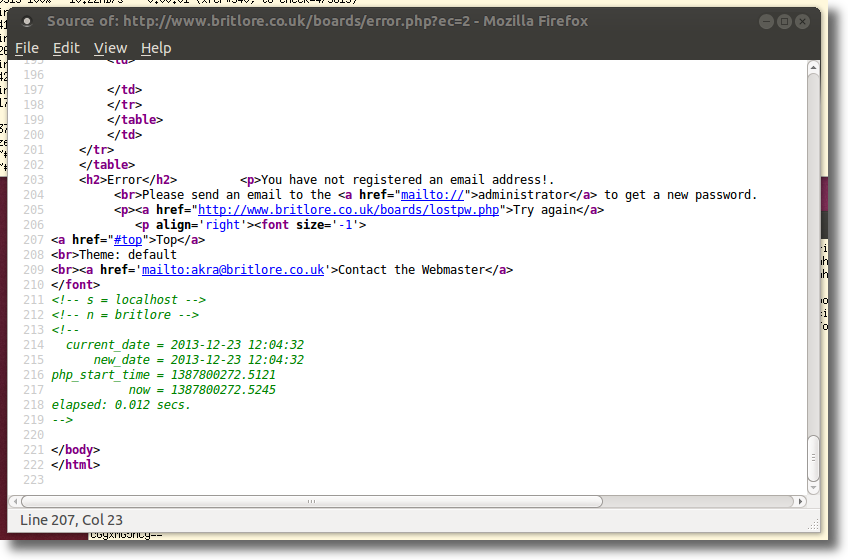 Source of: http://www.britlore.co.uk/boards/error.php?ec=2 - Mozilla Firefox
File Edit View Help
196
197 </td>
198 </tr>
199 </table>
200 </td>
201 </tr>
202 </table>
203 <h2>Error</h2> <p>You have not registered an email address!.
204 <br>Please send an email to the <a href="mailto://">administrator</a> to get a new password.
205 <p><a href="http://www.britlore.co.uk/boards/lostpw.php">Try again</a>
206 <p align='right'><font size='-1'>
207 <a href="#top">Top</a>
208 <br>Theme: default
209 <br><a href='mailto:akra@britlore.co.uk'>Contact the Webmaster</a>
210 </font>
211 <!-- s = localhost -->
212 <!-- n = britlore -->
213 <!--
214 current_date = 2013-12-23 12:04:32
215 new_date = 2013-12-23 12:04:32
216 php_start_time = 1387800272.5121
217 now = 1387800272.5245
218 elapsed: 0.012 secs.
219 -->
220
221 </body>
222 </html>
223
Line 207, Col 23